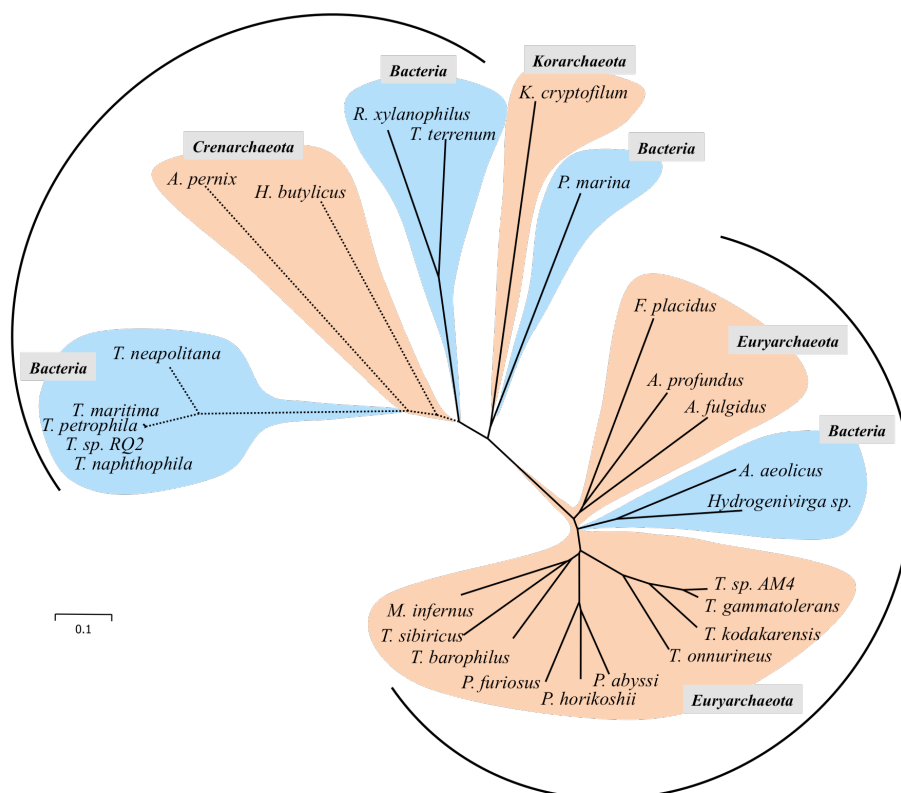 Korarchaeota
Bacteria
K. cryptofilum
R. xylanophilus
T. terrenum
Crenarchaeota
Bacteria
A. pernix
H. butylicus
P. marina
F. placidus
Euryarchaeota
T. neapolitana
Bacteria
A. profundus
A. fulgidus
T. maritima
T. petrophila
T. sp. RQ2
T. naphthophila
Bacteria
A. aeolicus
Hydrogenivirga sp.
T. sp. AM4
T. gammatolerans
M. infernus
T. kodakarensis
T. sibiricus
T. barophilus
T. onnurineus
P. furiosus
P. abyssi
P. horikoshii
Euryarchaeota
0.1